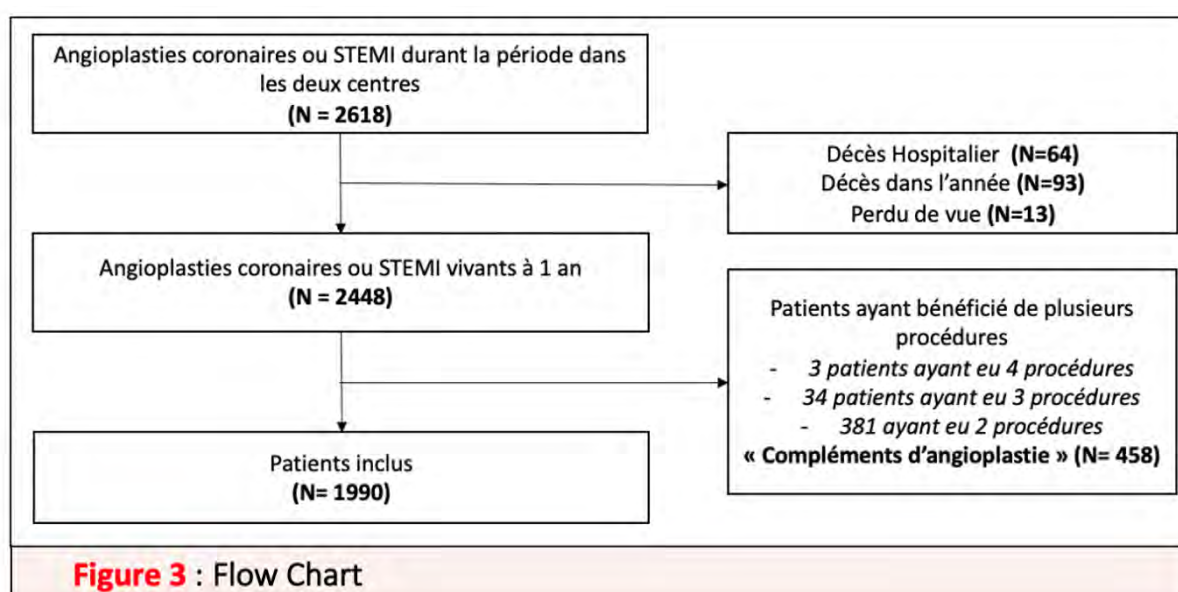 Angioplasties coronaires ou STEMI durant la période dans
les deux centres
(N = 2618)
Décès Hospitalier (N=64)
Décès dans l'année (N=93)
Perdu de vue (N=13)
Angioplasties coronaires ou STEMI vivants à 1 an
(N = 2448)
Patients ayant bénéficié de plusieurs
procédures
- 3 patients ayant eu 4 procédures
- 34 patients ayant eu 3 procédures
- 381 ayant eu 2 procédures
« Compléments d'angioplastie » (N= 458)
Patients inclus
(N= 1990)
Figure 3 : Flow Chart